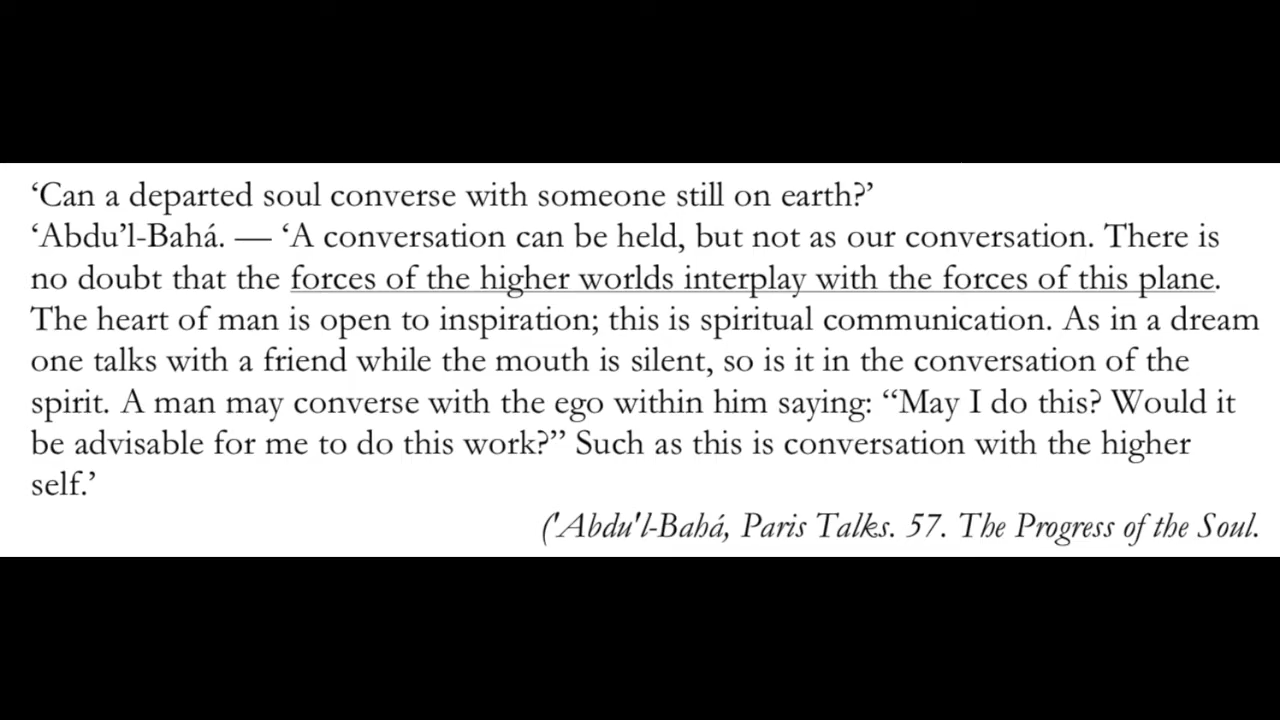 ‘Can a departed soul converse with someone still on earth?’
‘Abdu’l-Bahá. — ‘A conversation can be held, but not as our conversation. There is
no doubt that the forces of the higher worlds interplay with the forces of this plane.
The heart of man is open to inspiration; this is spiritual communication. As in a dream
one talks with a friend while the mouth is silent, so is it in the conversation of the
spirit. A man may converse with the ego within him saying: “May I do this? Would it
be advisable for me to do this work?” Such as this is conversation with the higher
self.’
('Abdu'l-Bahá, Paris Talks. 57. The Progress of the Soul.